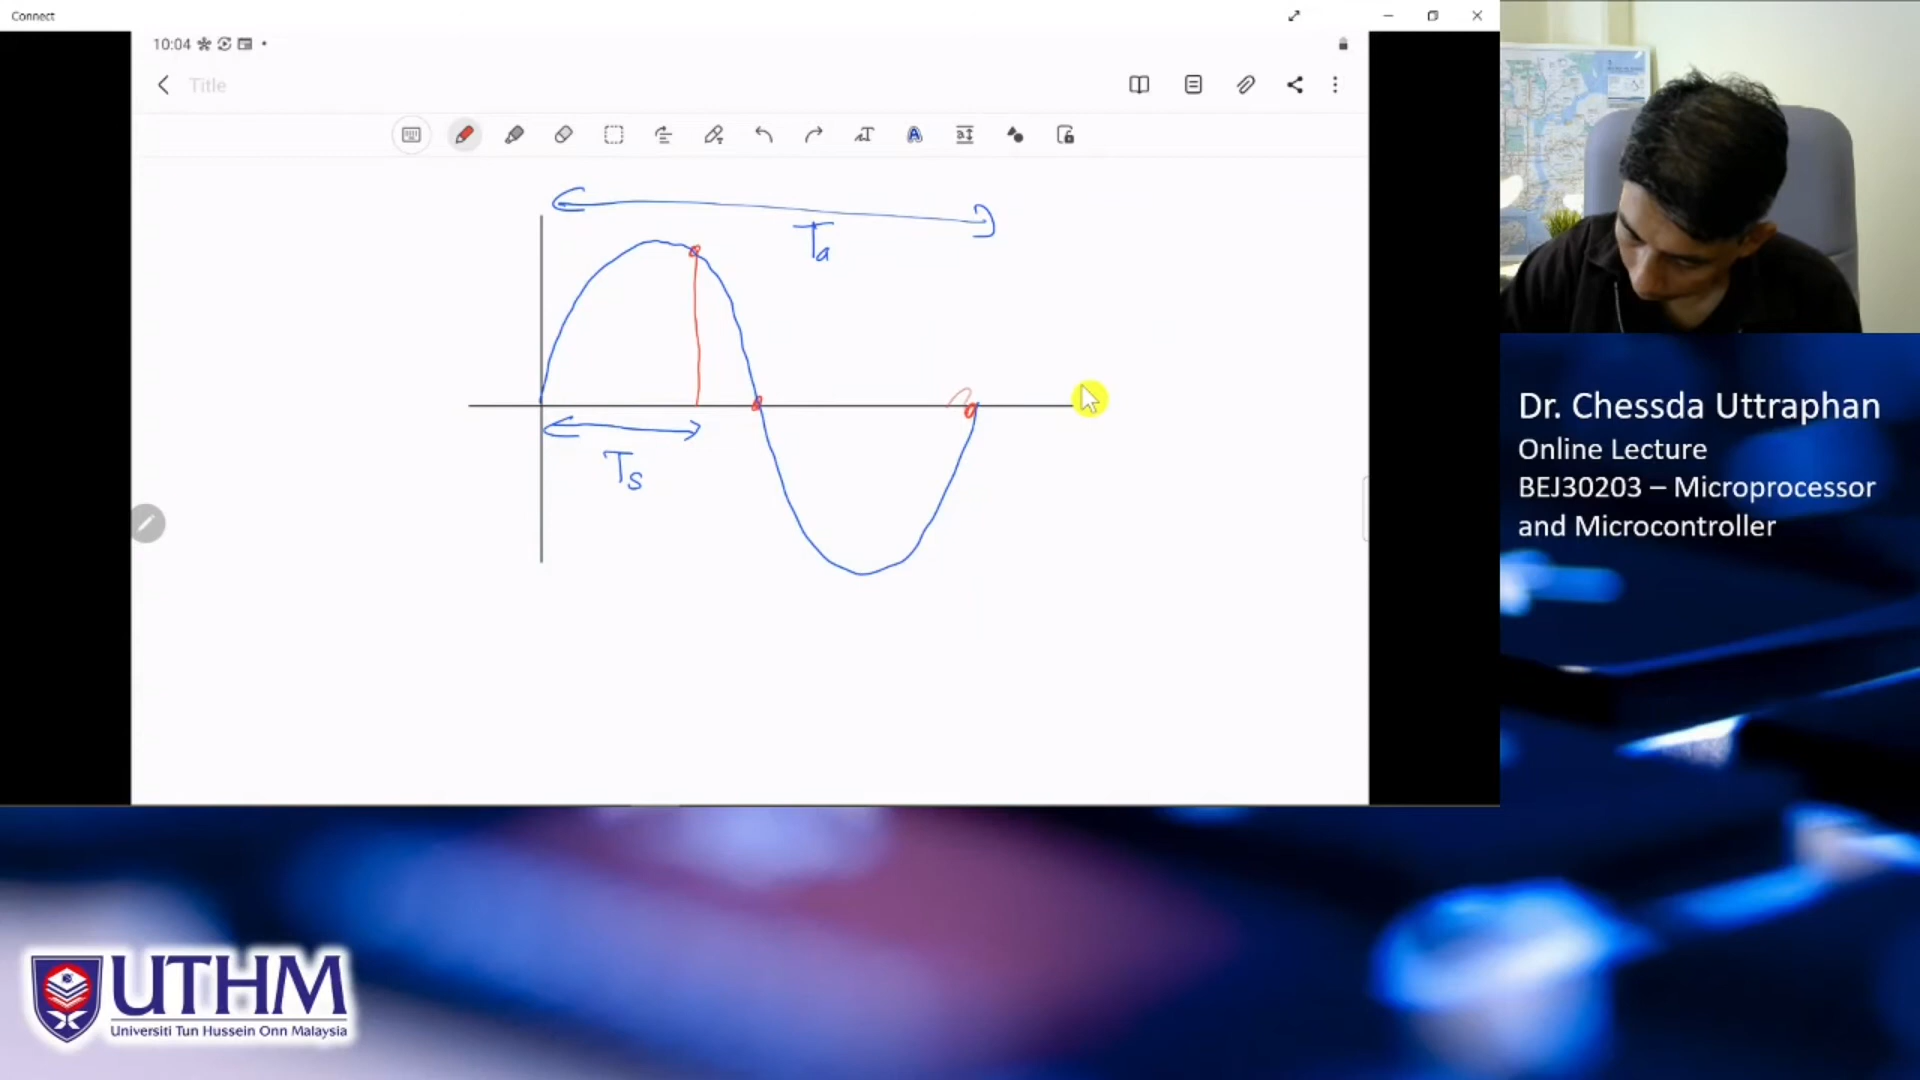 Connect
10:04
Title
Ta
Ts
Dr. Chessda Uttraphan
Online Lecture
BEJ30203 – Microprocessor
and Microcontroller
UTHM
Universiti Tun Hussein Onn Malaysia